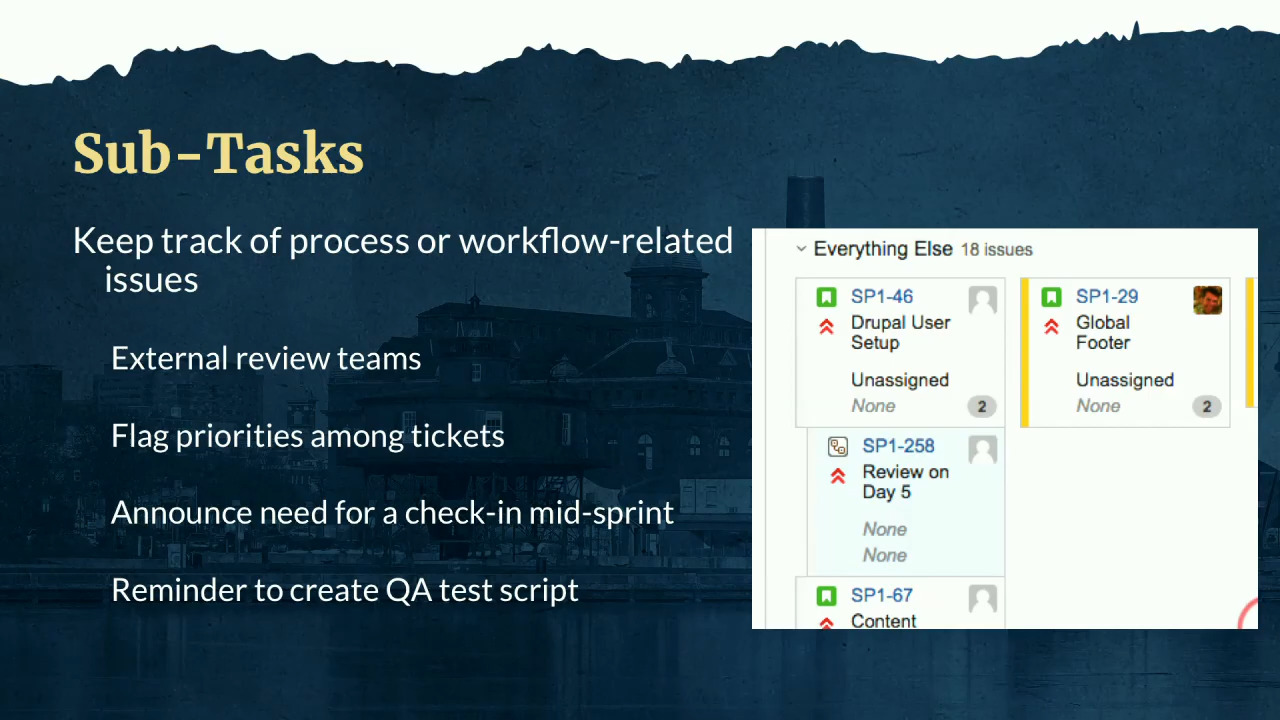 Sub-Tasks
Keep track of process or workflow-related
issues
External review teams
Flag priorities among tickets
Announce need for a check-in mid-sprint
Reminder to create QA test script
Everything Else 18 issues
SP1-46
Drupal User
Setup
Unassigned
None 2
SP1-258
Review on
Day 5
None
None
SP1-67
Content
SP1-29
Global
Footer
Unassigned
None 2